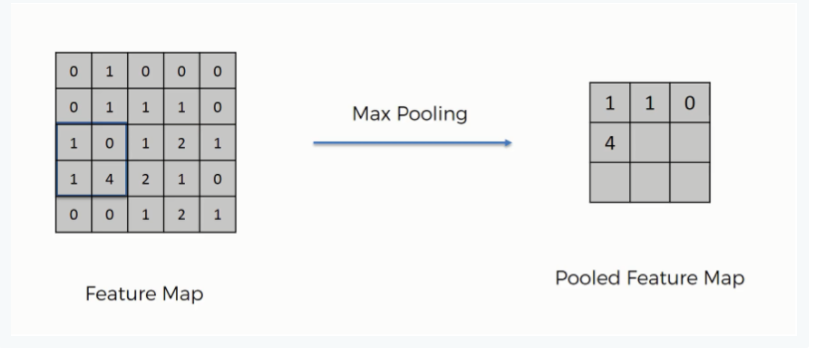 0 1 0 0 0
0 1 1 1 0
1 0 1 2 1
1 4 2 1 0
0 0 1 2 1
Feature Map
Max Pooling
1 1 0
4
Pooled Feature Map